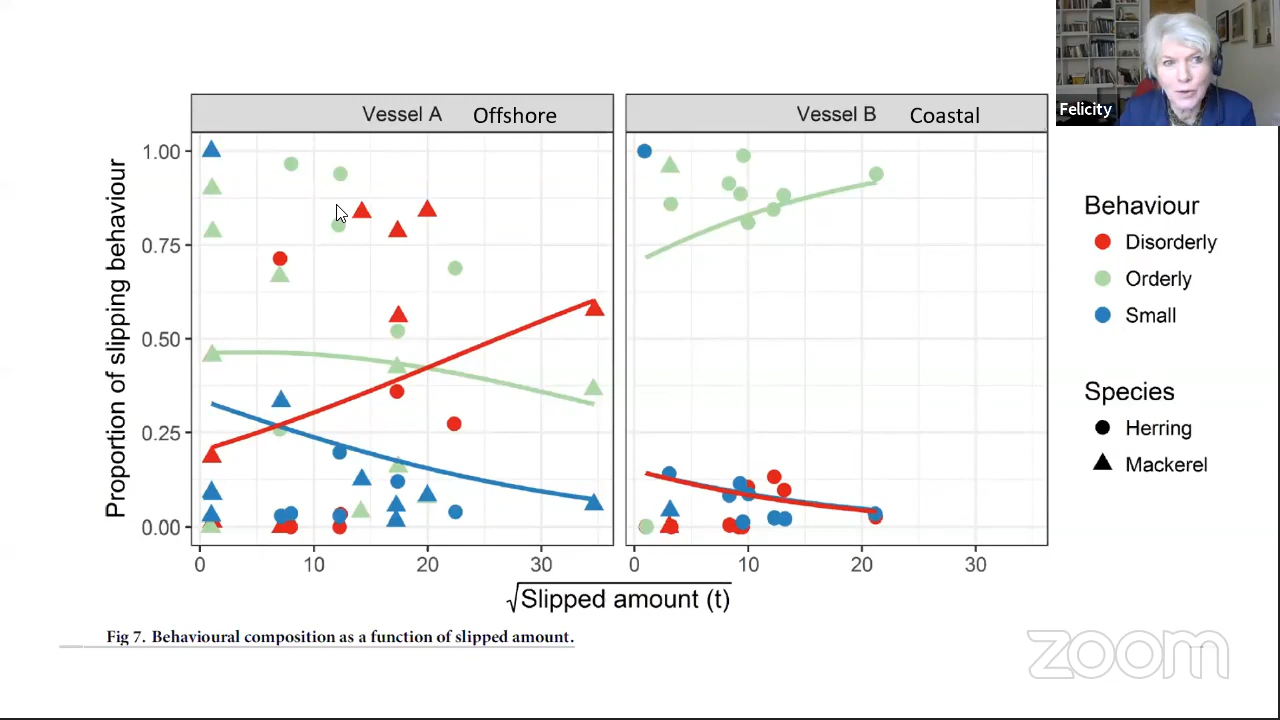 Felicity
Vessel A Offshore
Vessel B Coastal
1.00
0.75
0.50
0.25
0.00
Proportion of slipping behaviour
0 10 20 30
0 10 20 30
√Slipped amount (t)
Behaviour
Disorderly
Orderly
Small
Species
Herring
Mackerel
Fig 7. Behavioural composition as a function of slipped amount.
zoom